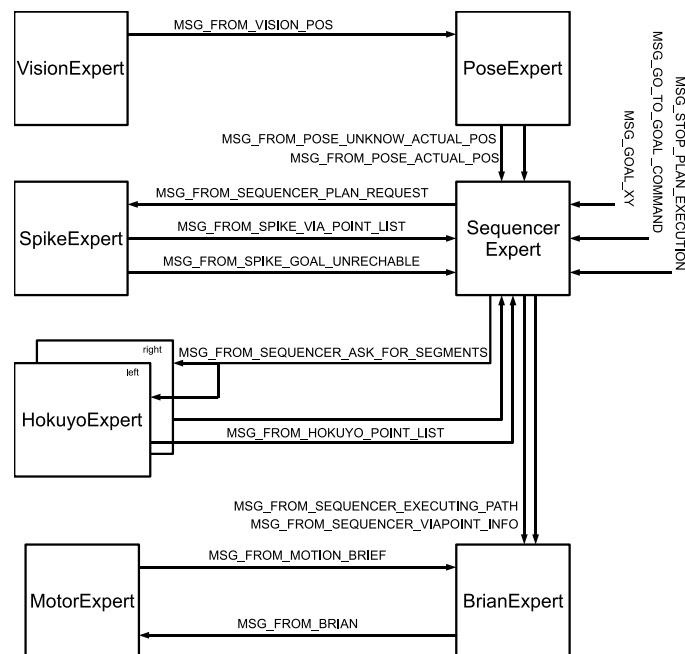 MSG_FROM_VISION_POS
VisionExpert
PoseExpert
MSG_STOP_PLAN_EXECUTION
MSG_GO_TO_GOAL_COMMAND
MSG_GOAL_XY
MSG_FROM_POSE_UNKNOW_ACTUAL_POS
MSG_FROM_POSE_ACTUAL_POS
MSG_FROM_SEQUENCER_PLAN_REQUEST
SpikeExpert
MSG_FROM_SPIKE_VIA_POINT_LIST
Sequencer
Expert
MSG_FROM_SPIKE_GOAL_UNRECHABLE
right
MSG_FROM_SEQUENCER_ASK_FOR_SEGMENTS
left
HokuyoExpert
MSG_FROM_HOKUYO_POINT_LIST
MSG_FROM_SEQUENCER_EXECUTING_PATH
MSG_FROM_SEQUENCER_VIAPOINT_INFO
MSG_FROM_MOTION_BRIEF
MotorExpert
BrianExpert
MSG_FROM_BRIAN